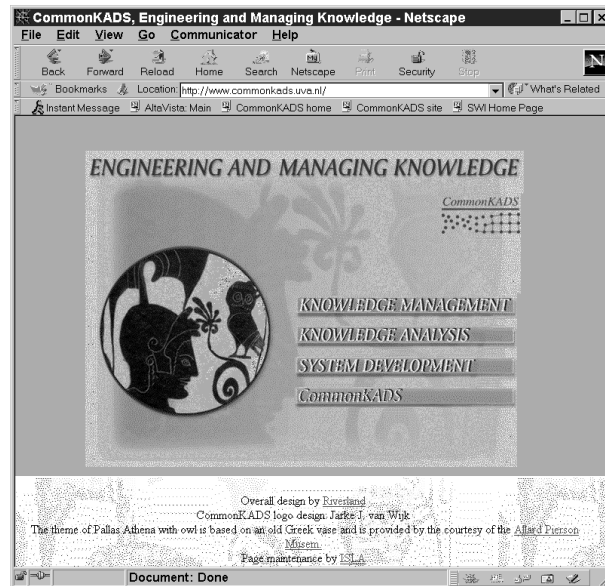 CommonKADS, Engineering and Managing Knowledge - Netscape
File Edit View Go Communicator Help
Back Forward Reload Home Search Netscape Print Security Stop
N
Bookmarks Location: http://www.commonkads.uva.nl/ What's Related
Instant Message AltaVista: Main CommonKADS home CommonKADS site SWI Home Page
ENGINEERING AND MANAGING KNOWLEDGE
CommonKADS
KNOWLEDGE MANAGEMENT
KNOWLEDGE ANALYSIS
SYSTEM DEVELOPMENT
CommonKADS
Overall design by Riverland
CommonKADS logo design: Jarke J. van Wijk
The theme of Pallas Athena with owl is based on an old Greek vase and is provided by the courtesy of the Allard Pierson
Musem.
Page maintenance by ISLA
Document: Done